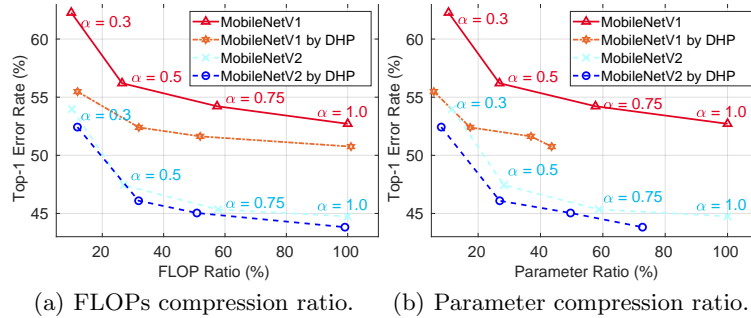 60
55
50
45
Top-1 Error Rate (%)
20
40
60
80
100
FLOP Ratio (%)
MobileNetV1
MobileNetV1 by DHP
MobileNetV2
MobileNetV2 by DHP
α = 0.3
α = 0.5
α = 0.75
α = 1.0
α = 0.3
α = 0.5
α = 0.75
α = 1.0
(a) FLOPs compression ratio.
60
55
50
45
Top-1 Error Rate (%)
20
40
60
80
100
Parameter Ratio (%)
MobileNetV1
MobileNetV1 by DHP
MobileNetV2
MobileNetV2 by DHP
α = 0.3
α = 0.5
α = 0.75
α = 1.0
α = 0.3
α = 0.5
α = 0.75
α = 1.0
(b) Parameter compression ratio.